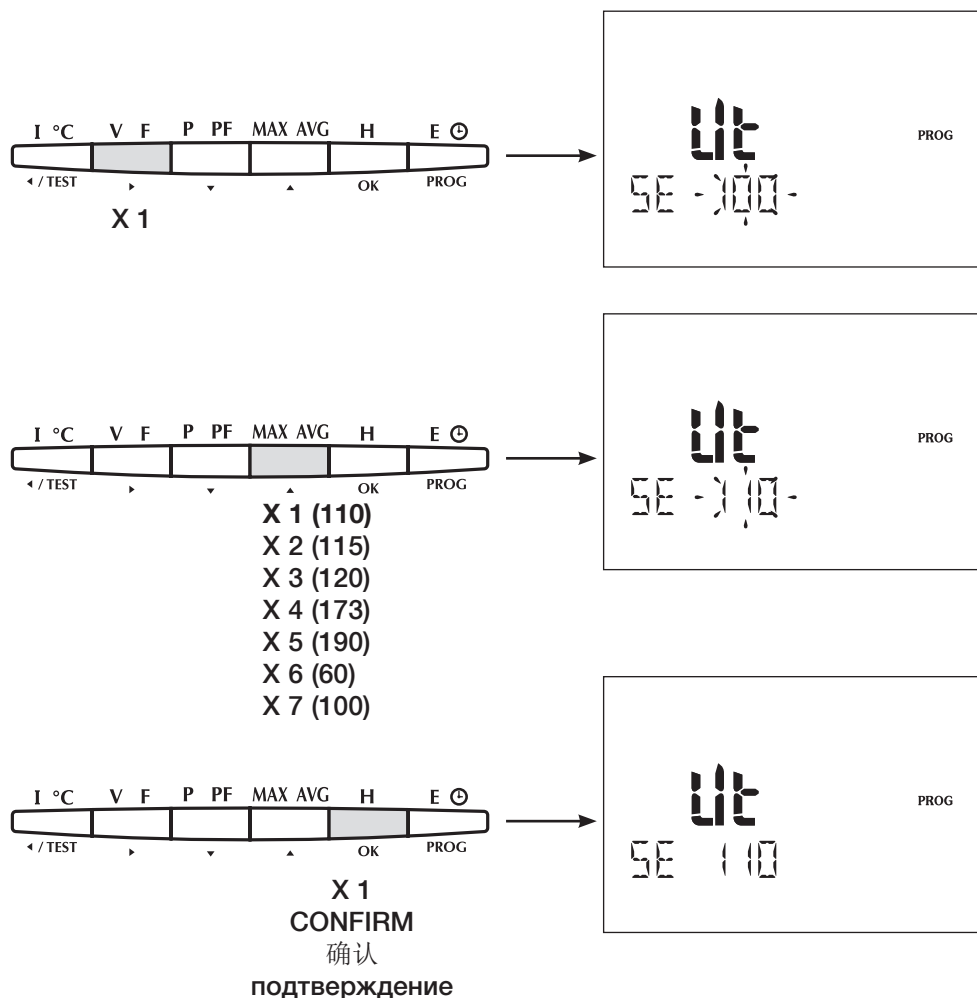 I °C V F P PF MAX AVG H E
/ TEST OK PROG
X 1
Ut
PROG
SE 100
I °C V F P PF MAX AVG H E
/ TEST OK PROG
X 1 (110)
X 2 (115)
X 3 (120)
X 4 (173)
X 5 (190)
X 6 (60)
X 7 (100)
PROG
SE 110
I °C V F P PF MAX AVG H E
/ TEST OK PROG
X 1
CONFIRM
确认
подтверждение
PROG
SE 110